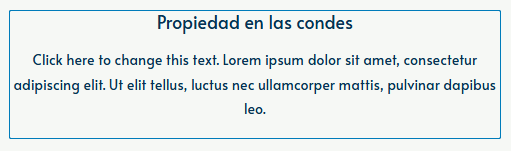 Propiedad en las condes
Click here to change this text. Lorem ipsum dolor sit amet, consectetur
adipiscing elit. Ut elit tellus, luctus nec ullamcorper mattis, pulvinar dapibus
leo.